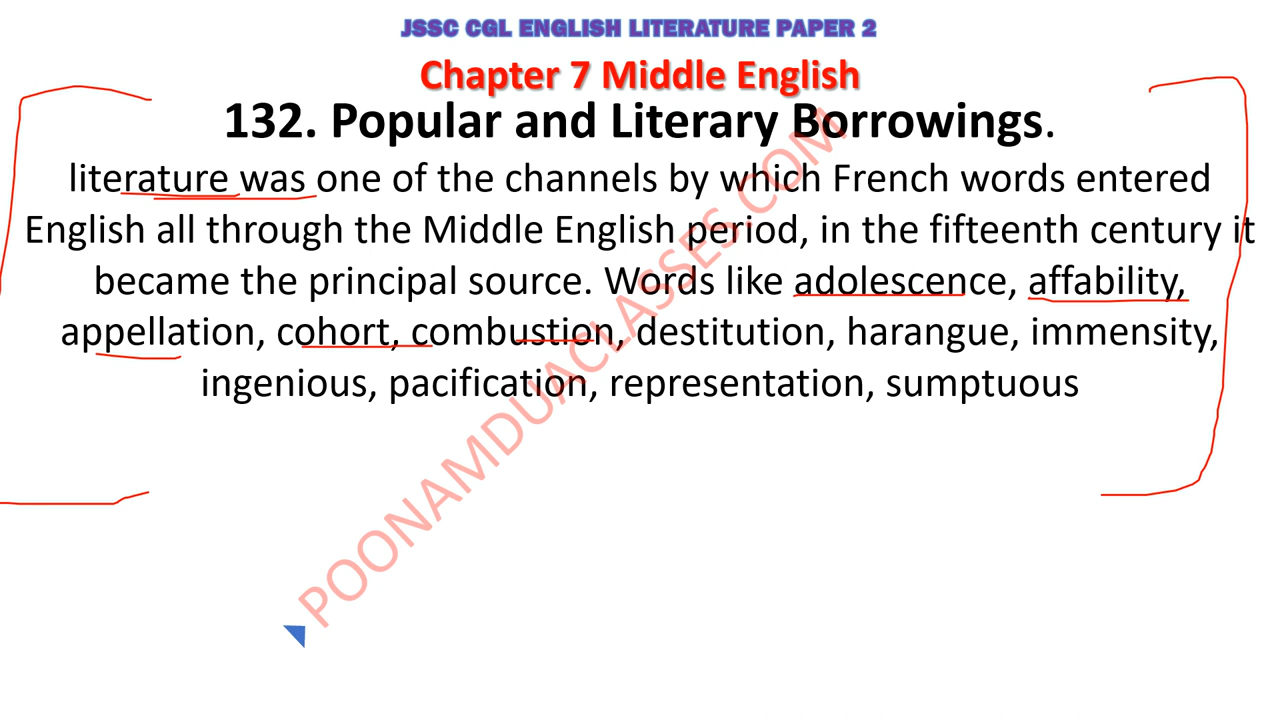 JSSC CGL ENGLISH LITERATURE PAPER 2
Chapter 7 Middle English
132. Popular and Literary Borrowings.
literature was one of the channels by which French words entered
English all through the Middle English period, in the fifteenth century it
became the principal source. Words like adolescence, affability,
appellation, cohort, combustion, destitution, harangue, immensity,
ingenious, pacification, representation, sumptuous
POONAMDUACLASSES.COM